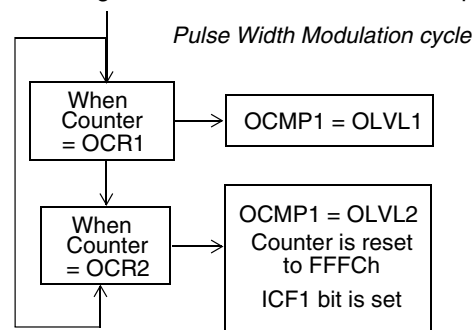 Pulse Width Modulation cycle
When
Counter
= OCR1
OCMP1 = OLVL1
When
Counter
= OCR2
OCMP1 = OLVL2
Counter is reset
to FFFCh
ICF1 bit is set